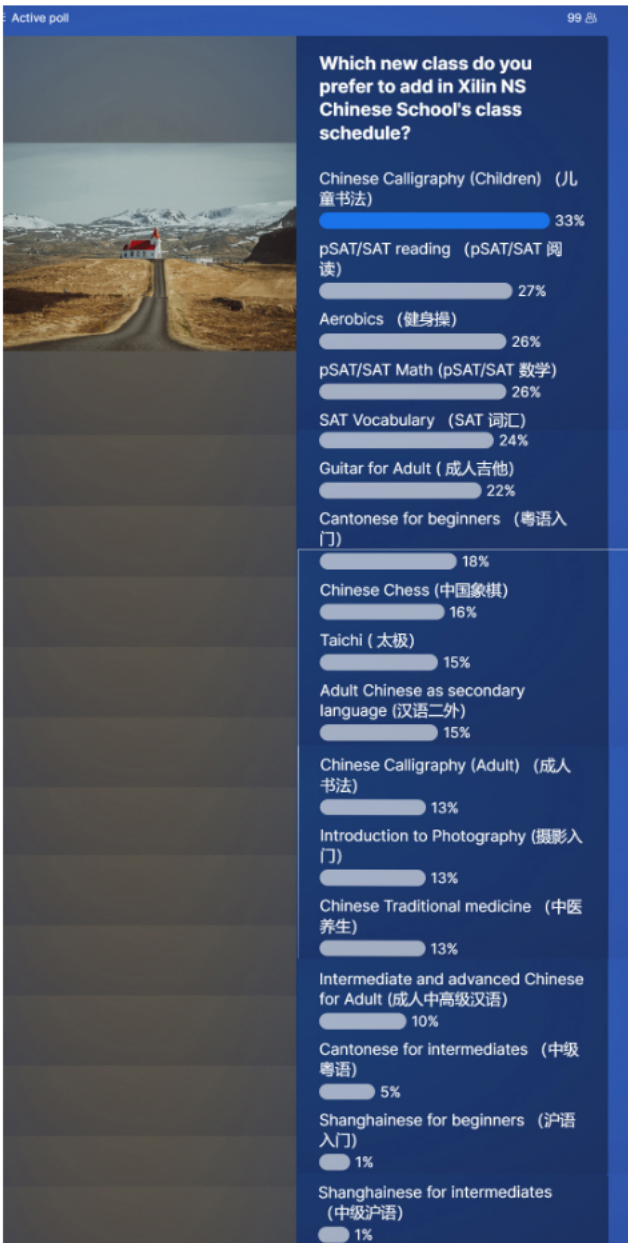 Active poll
99
Which new class do you
prefer to add in Xilin NS
Chinese School's class
schedule?
Chinese Calligraphy (Children) （儿
童书法）
33%
pSAT/SAT reading （pSAT/SAT 阅
读）
27%
Aerobics （健身操）
26%
pSAT/SAT Math (pSAT/SAT 数学)
26%
SAT Vocabulary （SAT 词汇）
24%
Guitar for Adult ( 成人吉他)
22%
Cantonese for beginners （粤语入
门）
18%
Chinese Chess (中国象棋)
16%
Taichi ( 太极)
15%
Adult Chinese as secondary
language (汉语二外)
15%
Chinese Calligraphy (Adult) （成人
书法）
13%
Introduction to Photography (摄影入
门)
13%
Chinese Traditional medicine （中医
养生）
13%
Intermediate and advanced Chinese
for Adult (成人中高级汉语)
10%
Cantonese for intermediates （中级
粤语）
5%
Shanghainese for beginners （沪语
入门）
1%
Shanghainese for intermediates
（中级沪语）
1%